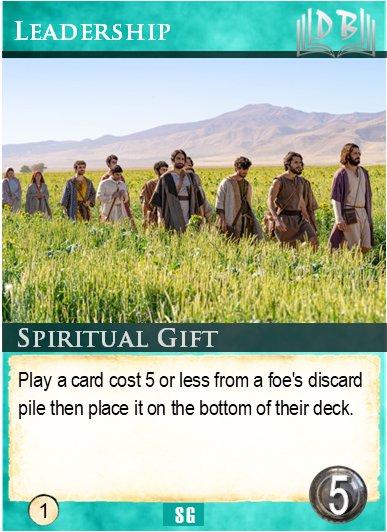 Leadership
DB
Spiritual Gift
Play a card cost 5 or less from a foe's discard
pile then place it on the bottom of their deck.
1
SG
5